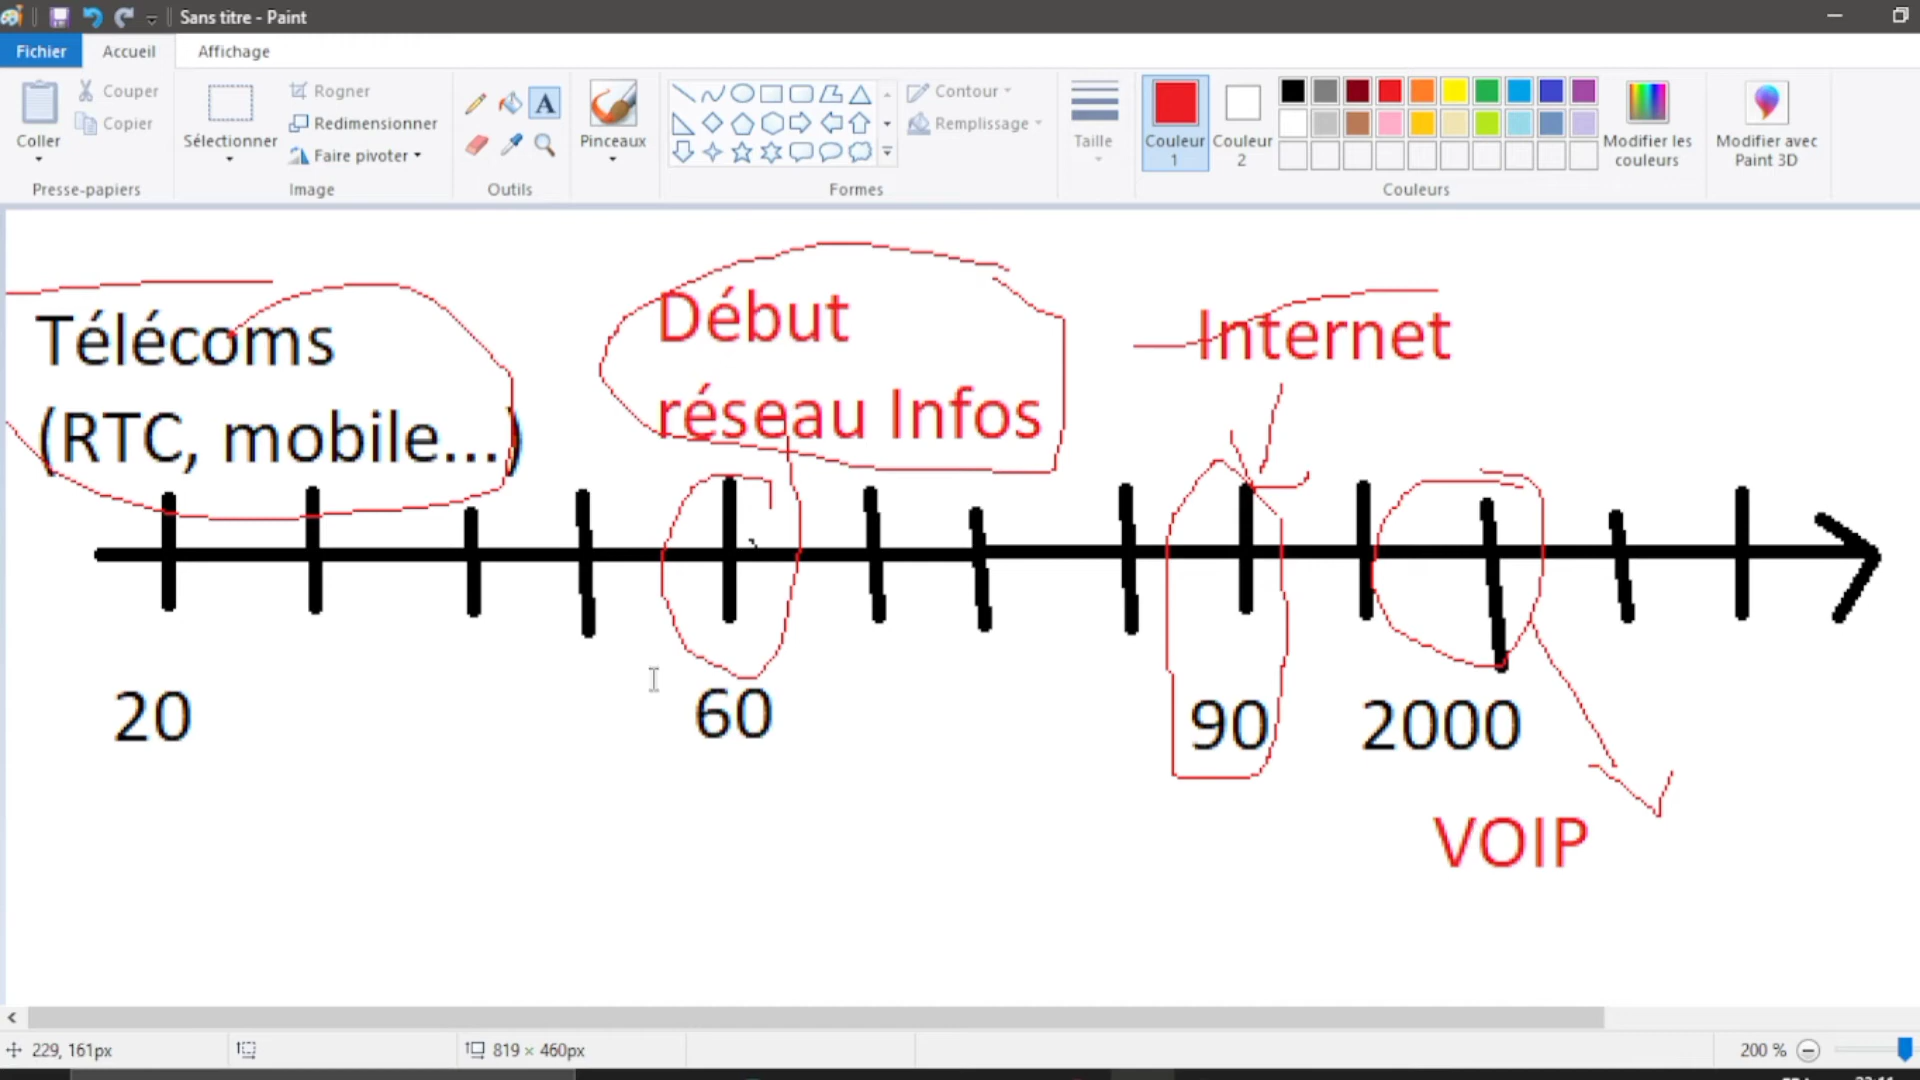 Sans titre - Paint
Fichier Accueil Affichage
Coller
Couper
Copier
Presse-papiers
Sélectionner
Rogner
Redimensionner
Faire pivoter
Image
A
Outils
Pinceaux
Contour
Remplissage
Formes
Taille
Couleur
1
Couleur
2
Modifier les
couleurs
Couleurs
Modifier avec
Paint 3D
Télécoms
(RTC, mobile...)
Début
réseau Infos
Internet
20
60
90
2000
VOIP
229, 161px
819 × 460px
200 %